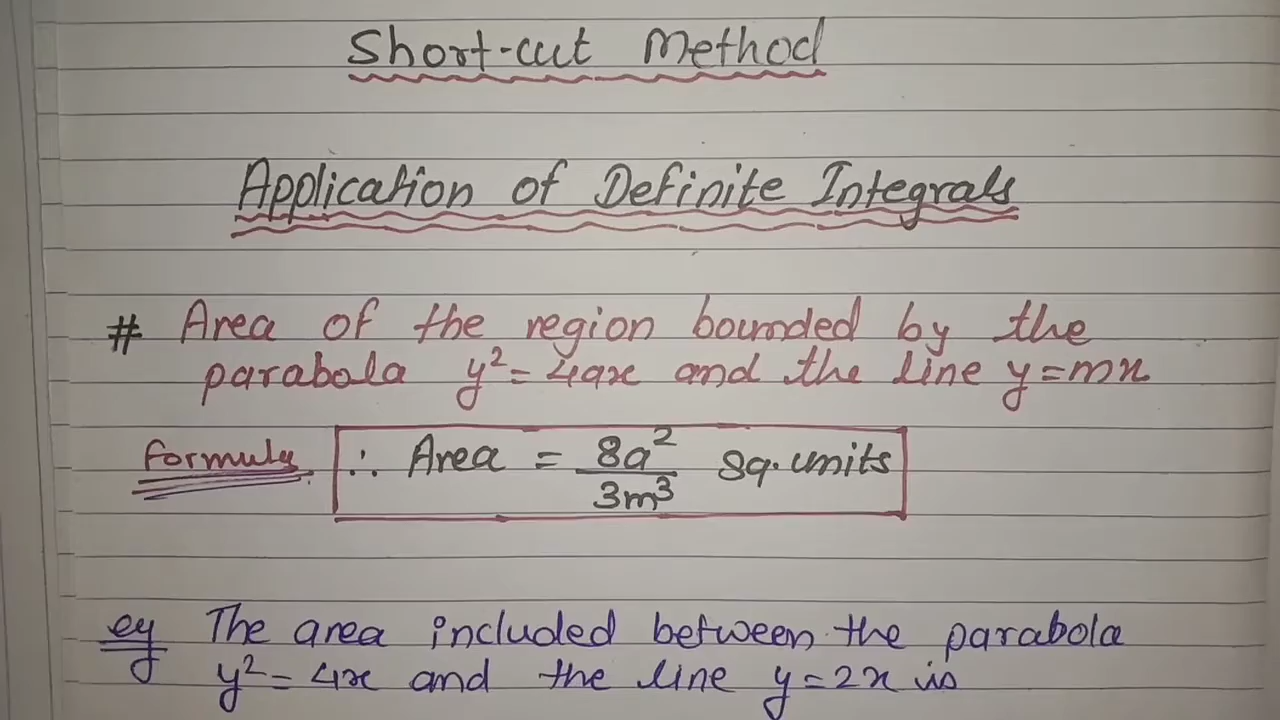 Short-cut Method
Application of Definite Integrals
# Area of the region bounded by the
parabola y² = 4ax and the line y = mx
Formula ∴ Area = 8a²/3m³ sq. units
eg The area included between the parabola
y² = 4x and the line y = 2x is